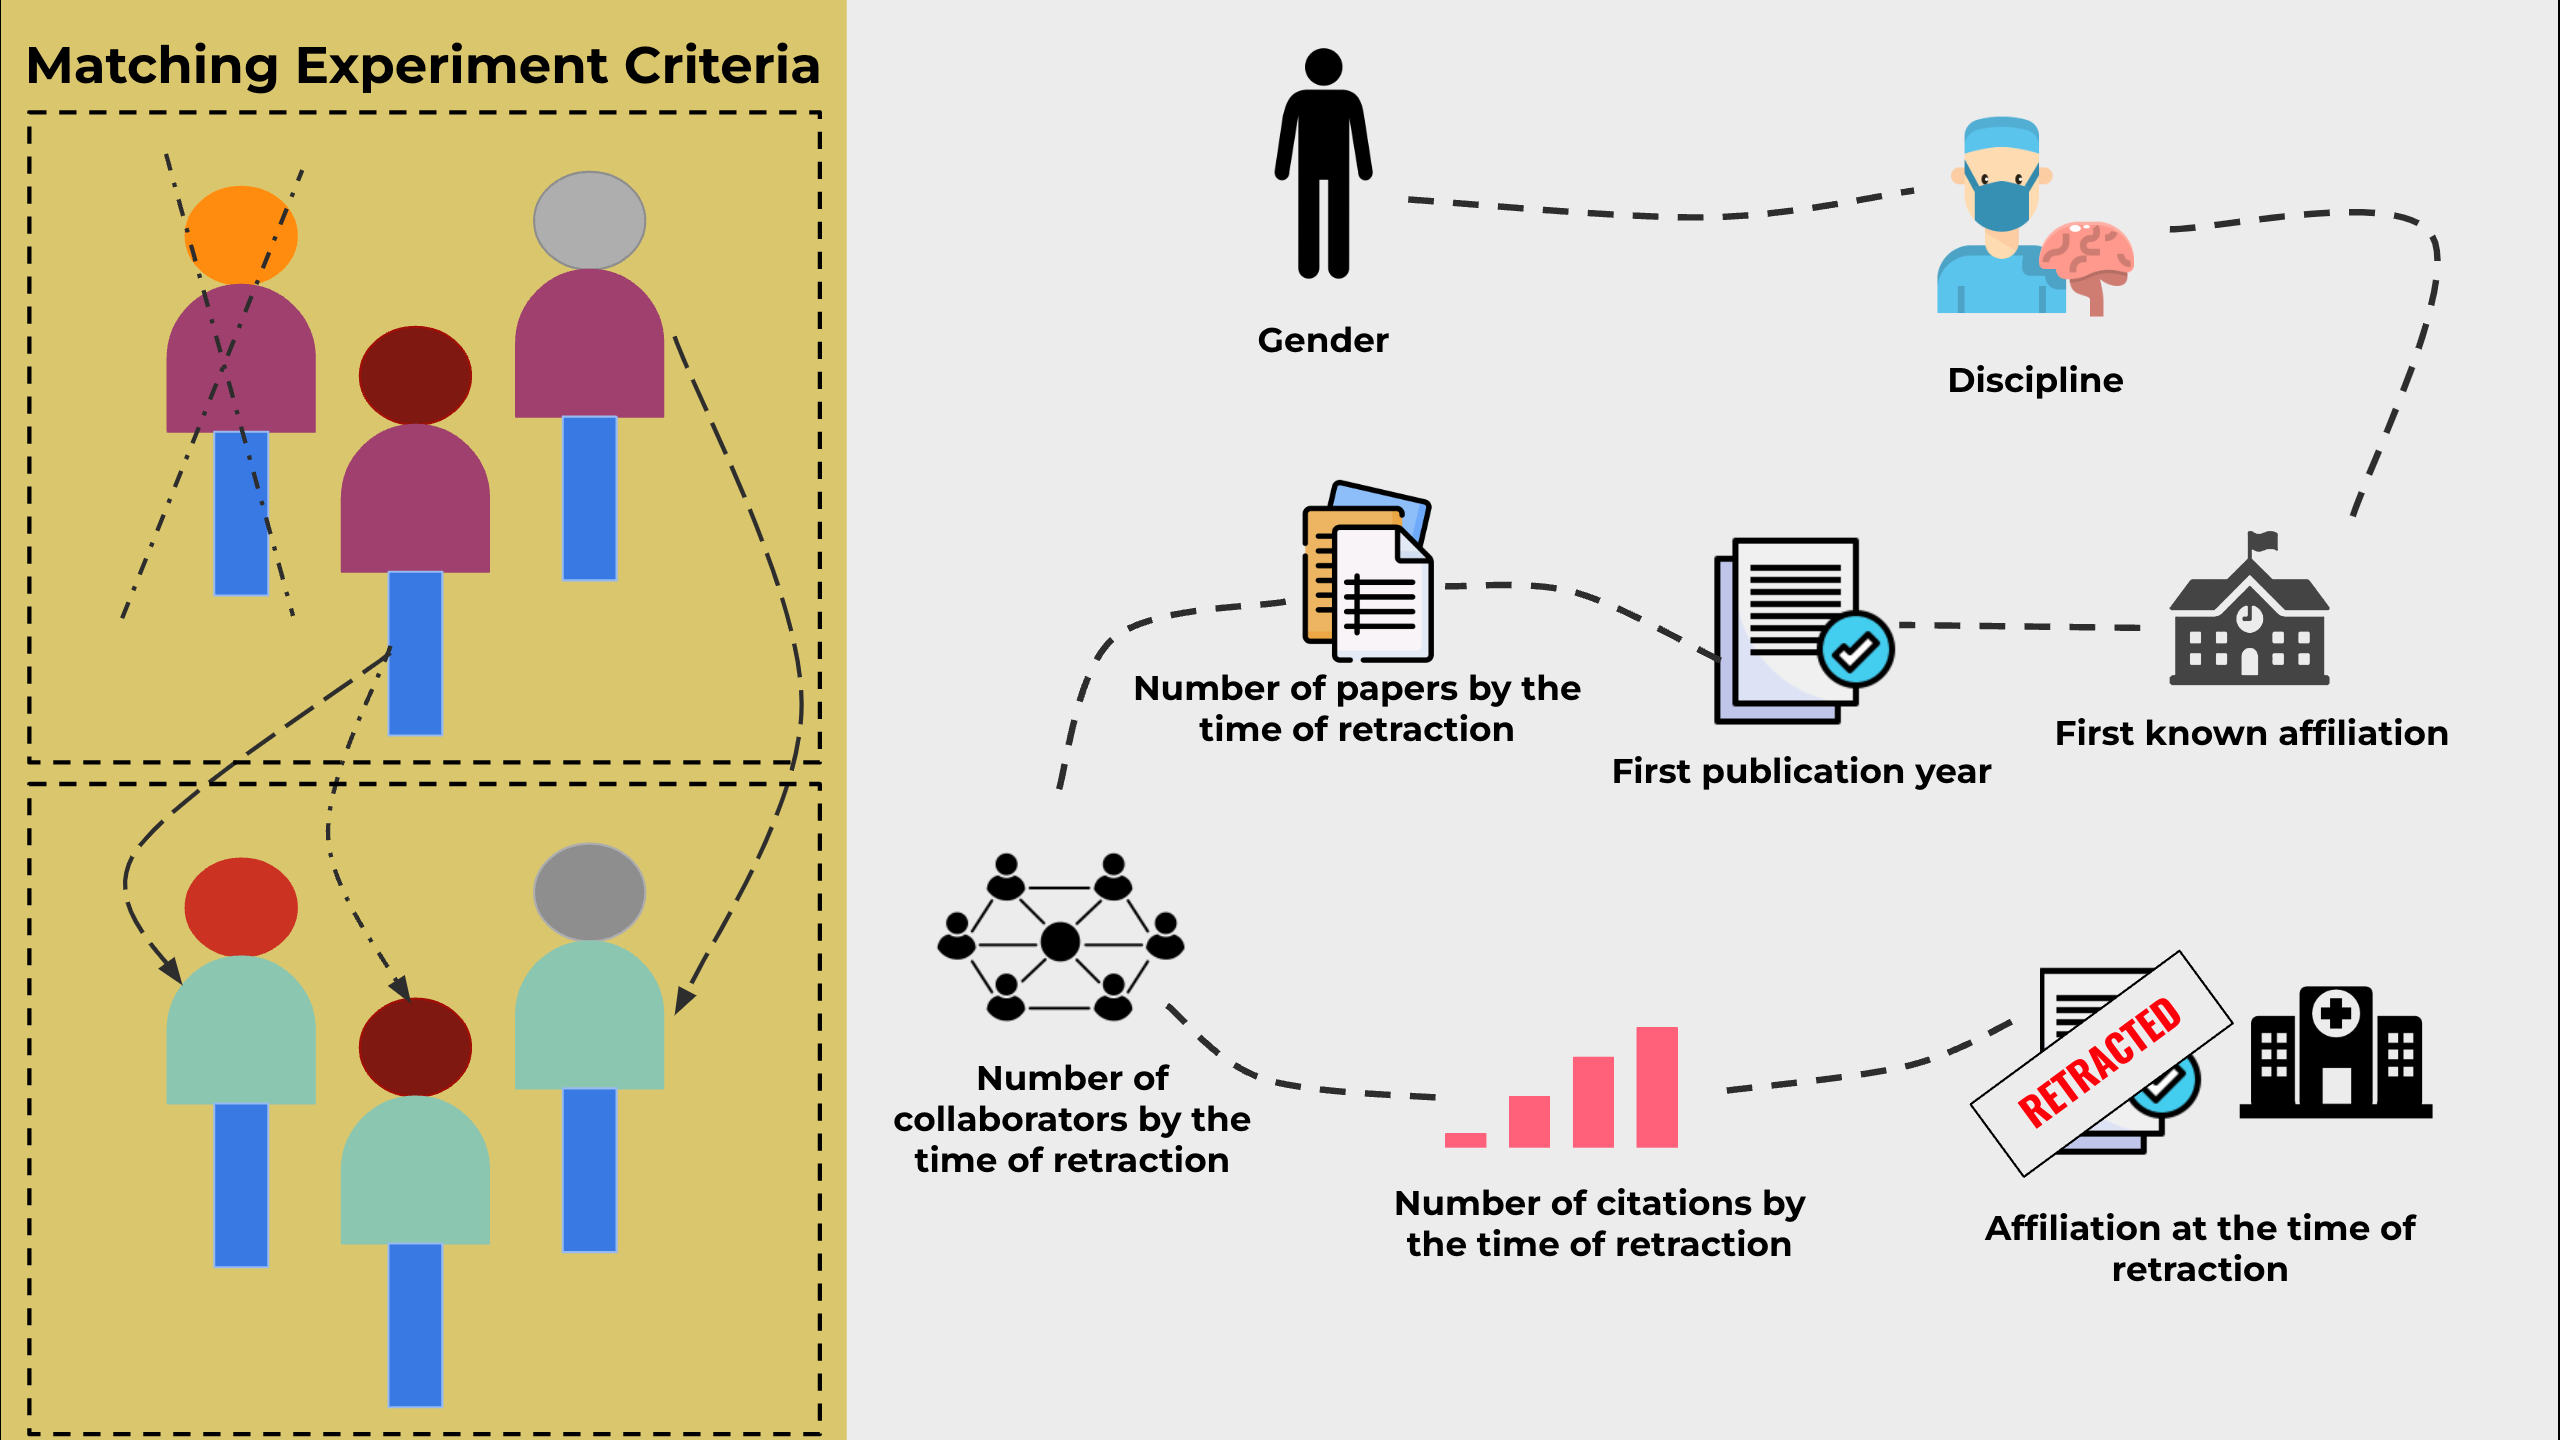 Matching Experiment Criteria
Gender
Discipline
First known affiliation
First publication year
Number of papers by the
time of retraction
Number of
collaborators by the
time of retraction
Number of citations by
the time of retraction
RETRACTED
Affiliation at the time of
retraction